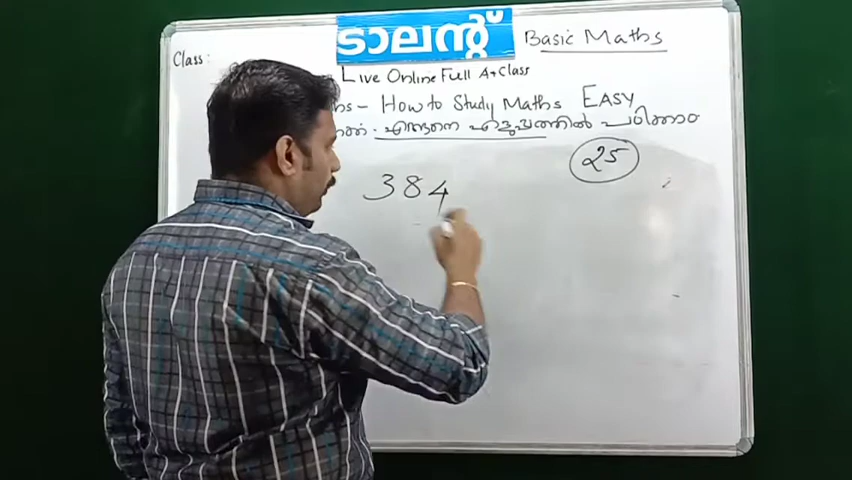 ടാലന്റ്
Basic Maths
Class:
Live Online Full A+ Class
- How to Study Maths EASY
എങ്ങനെ എളുപ്പത്തിൽ പഠിക്കാം
25
384